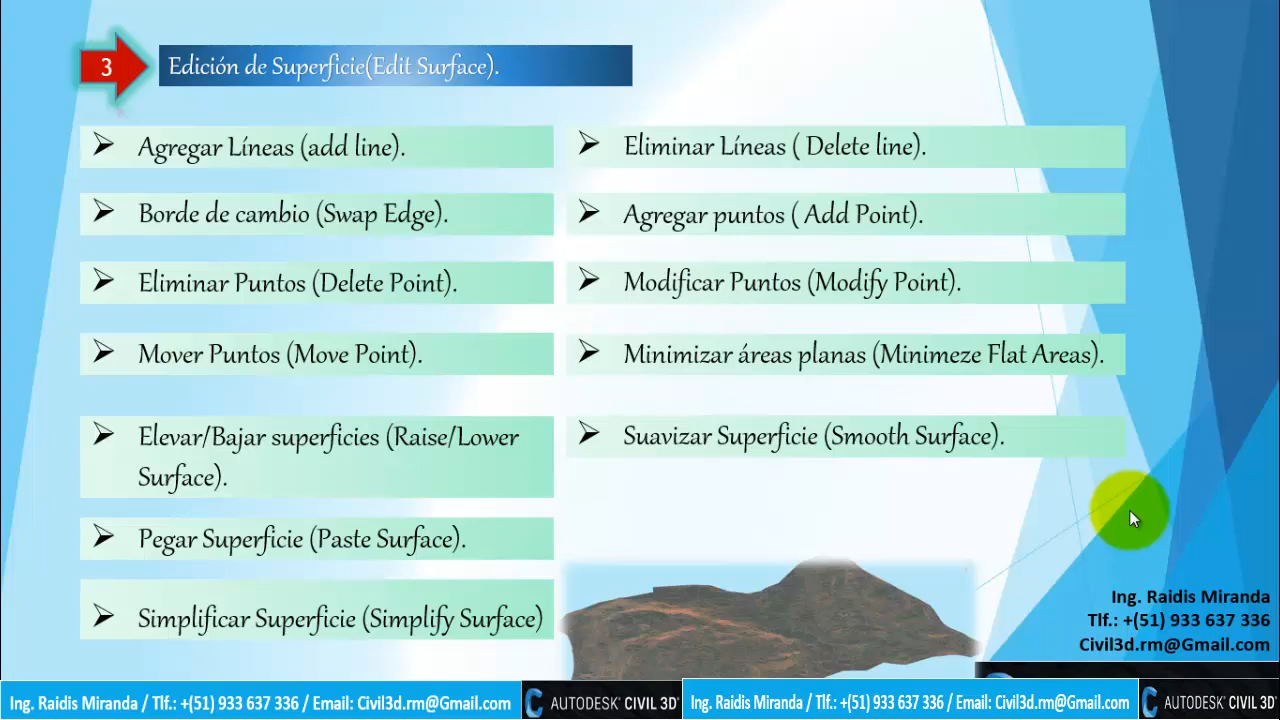 3
Edición de Superficie(Edit Surface).
Agregar Líneas (add line).
Eliminar Líneas ( Delete line).
Borde de cambio (Swap Edge).
Agregar puntos ( Add Point).
Eliminar Puntos (Delete Point).
Modificar Puntos (Modify Point).
Mover Puntos (Move Point).
Minimizar áreas planas (Minimeze Flat Areas).
Elevar/Bajar superficies (Raise/Lower
Surface).
Suavizar Superficie (Smooth Surface).
Pegar Superficie (Paste Surface).
Simplificar Superficie (Simplify Surface)
Ing. Raidis Miranda
Tlf.: +(51) 933 637 336
Civil3d.rm@Gmail.com
Ing. Raidis Miranda / Tlf.: +(51) 933 637 336 / Email: Civil3d.rm@Gmail.com
AUTODESK® CIVIL 3D®
Ing. Raidis Miranda / Tlf.: +(51) 933 637 336 / Email: Civil3d.rm@Gmail.com
AUTODESK® CIVIL 3D